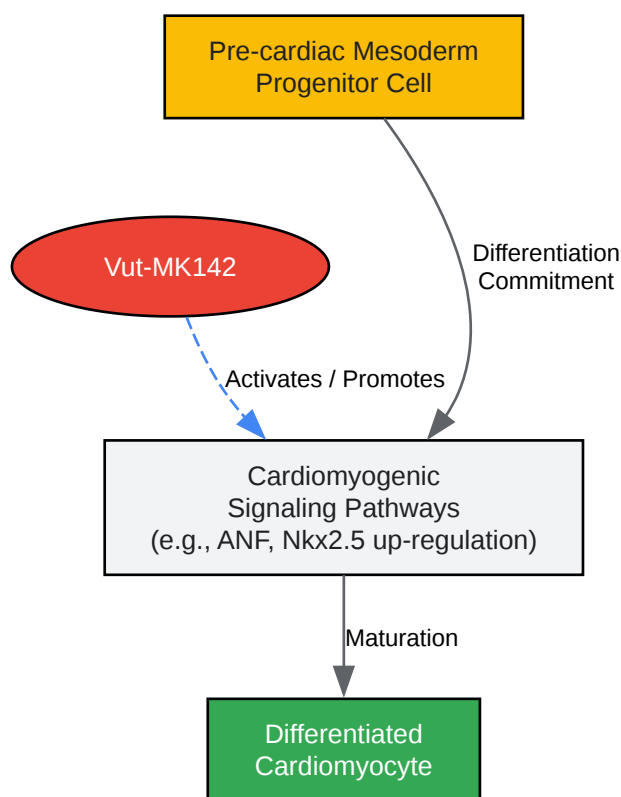 Pre-cardiac Mesoderm
Progenitor Cell
Vut-MK142
Differentiation
Commitment
Activates / Promotes
Cardiomyogenic
Signaling Pathways
(e.g., ANF, Nkx2.5 up-regulation)
Maturation
Differentiated
Cardiomyocyte